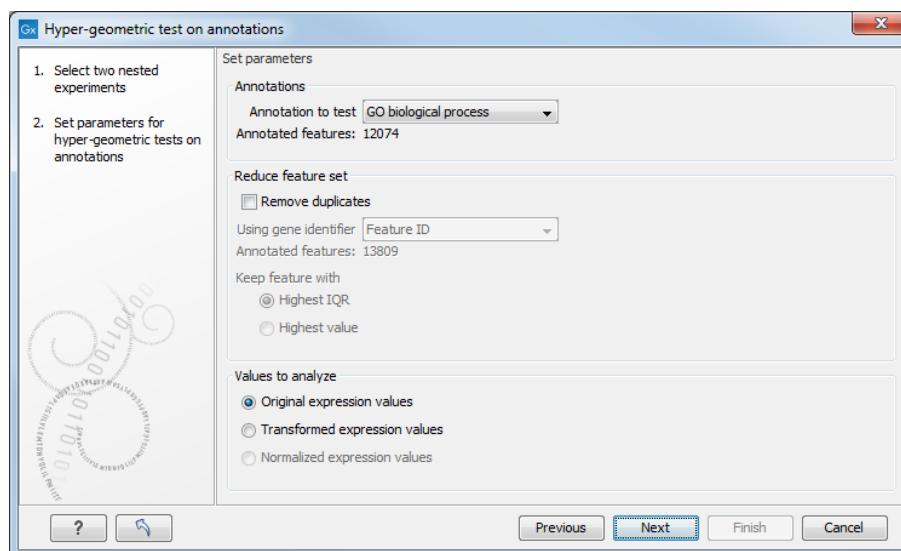 Gx Hyper-geometric test on annotations
1. Select two nested
experiments
2. Set parameters for
hyper-geometric tests on
annotations
Set parameters
Annotations
Annotation to test GO biological process
Annotated features: 12074
Reduce feature set
Remove duplicates
Using gene identifier Feature ID
Annotated features: 13809
Keep feature with
Highest IQR
Highest value
Values to analyze
Original expression values
Transformed expression values
Normalized expression values
? Previous Next Finish Cancel